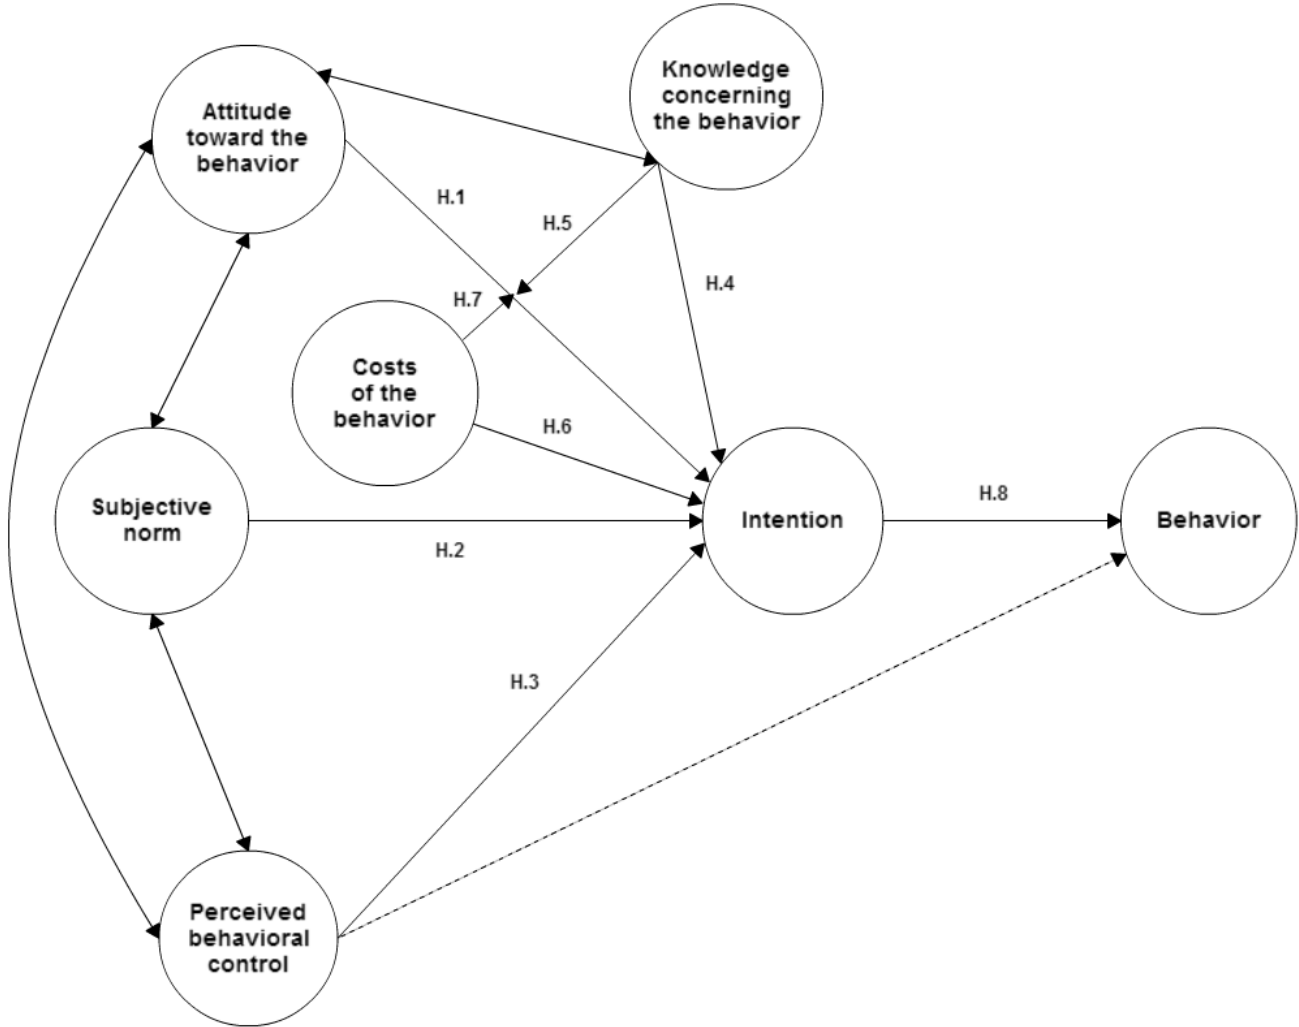 Knowledge
concerning
the behavior
Attitude
toward the
behavior
H.1
H.5
H.4
H.7
Costs
of the
behavior
H.6
Subjective
norm
H.2
Intention
H.8
Behavior
H.3
Perceived
behavioral
control